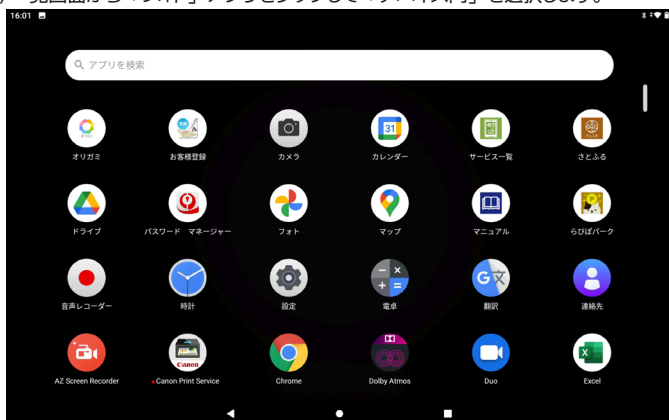 16:01
アプリを検索
オリガミ お客様登録 カメラ カレンダー サービス一覧 さとふる
ドライブ パスワード マネージャー フォト マップ マニュアル らびぽパーク
音声レコーダー 時計 設定 電卓 翻訳 連絡先
AZ Screen Recorder Canon Print Service Chrome Dolby Atmos Duo Excel